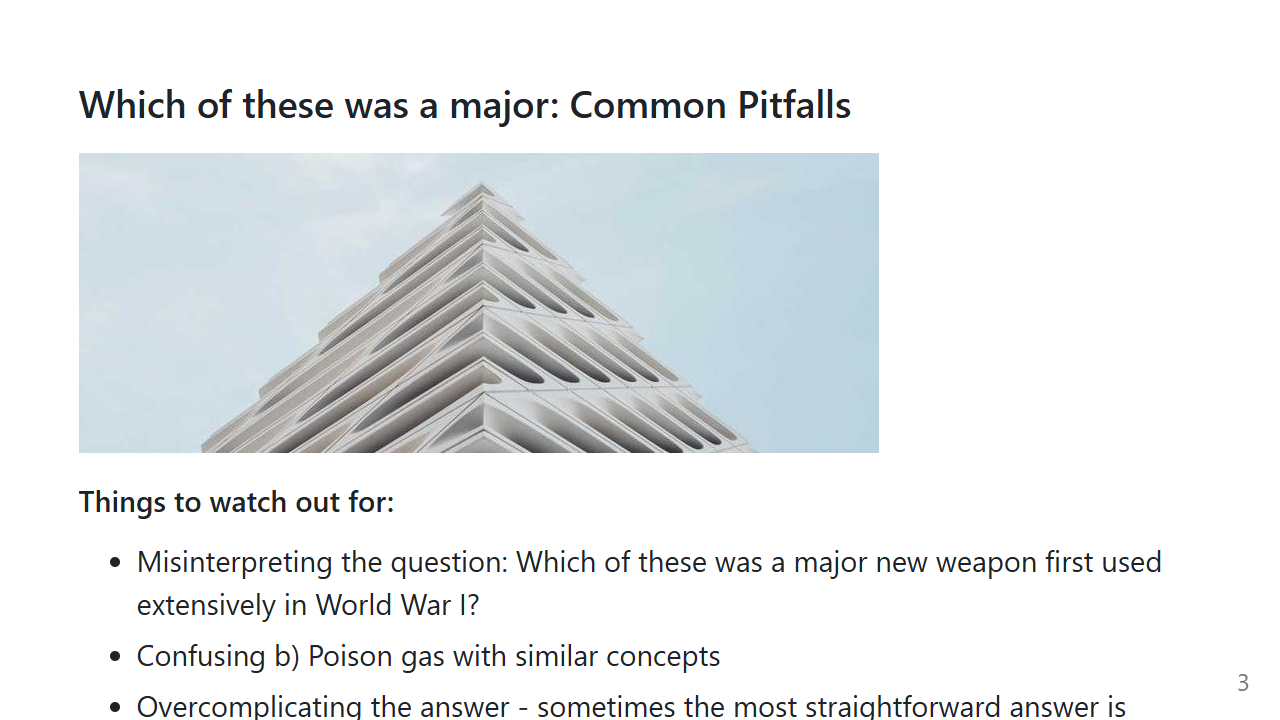 Which of these was a major: Common Pitfalls
Things to watch out for:
Misinterpreting the question: Which of these was a major new weapon first used
extensively in World War I?
Confusing b) Poison gas with similar concepts
Overcomplicating the answer - sometimes the most straightforward answer is
3